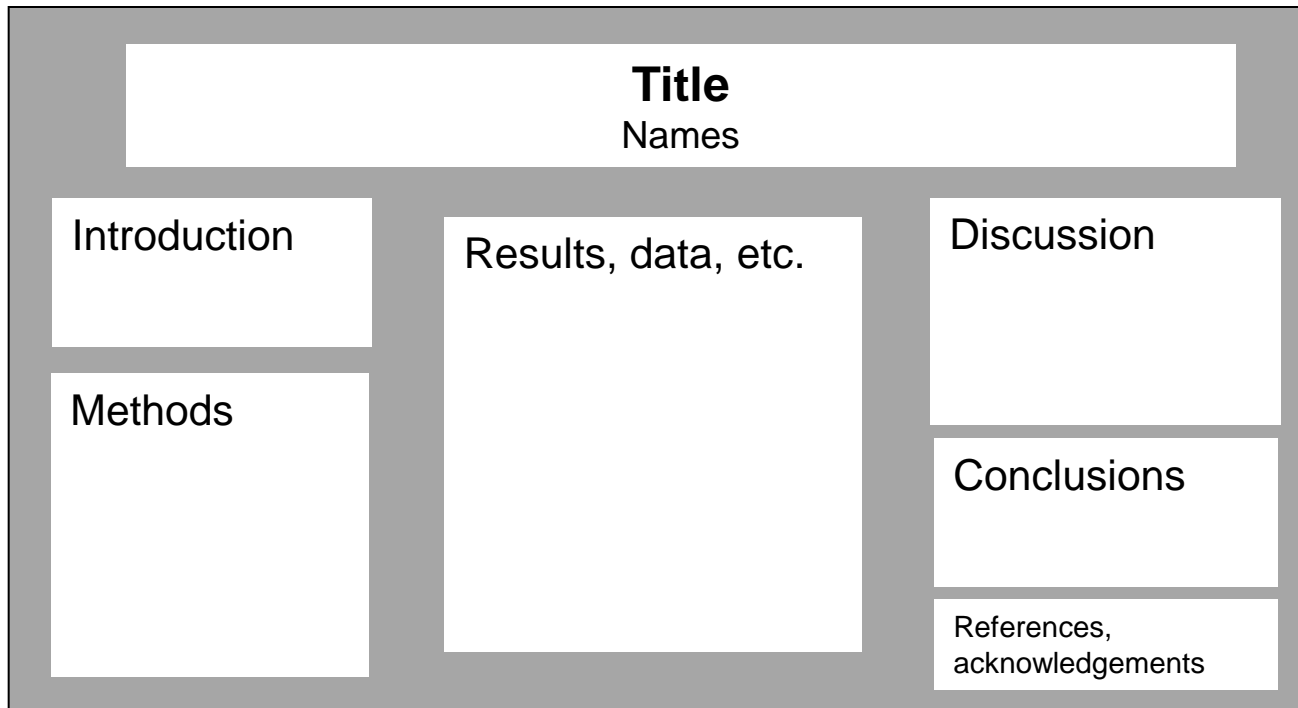 Title
Names
Introduction
Methods
Results, data, etc.
Discussion
Conclusions
References,
acknowledgements